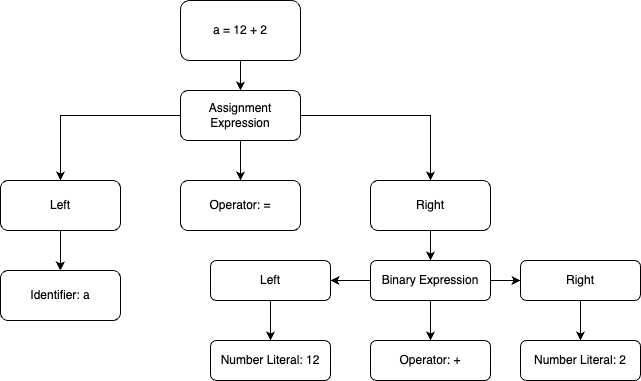 a = 12 + 2
Assignment
Expression
Left
Operator: =
Right
Identifier: a
Left
Binary Expression
Right
Number Literal: 12
Operator: +
Number Literal: 2